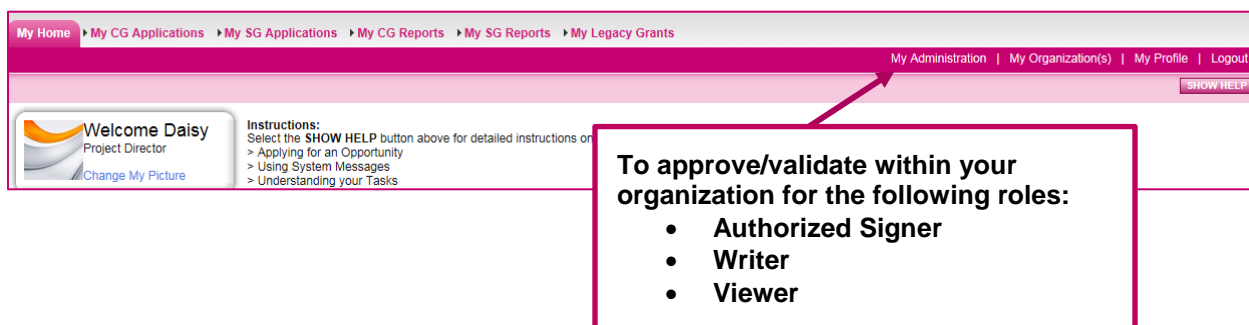 My Home My CG Applications My SG Applications My CG Reports My SG Reports My Legacy Grants
My Administration | My Organization(s) | My Profile | Logout
SHOW HELP
Welcome Daisy
Project Director
Change My Picture
Instructions:
Select the SHOW HELP button above for detailed instructions on
> Applying for an Opportunity
> Using System Messages
> Understanding your Tasks
To approve/validate within your
organization for the following roles:
• Authorized Signer
• Writer
• Viewer